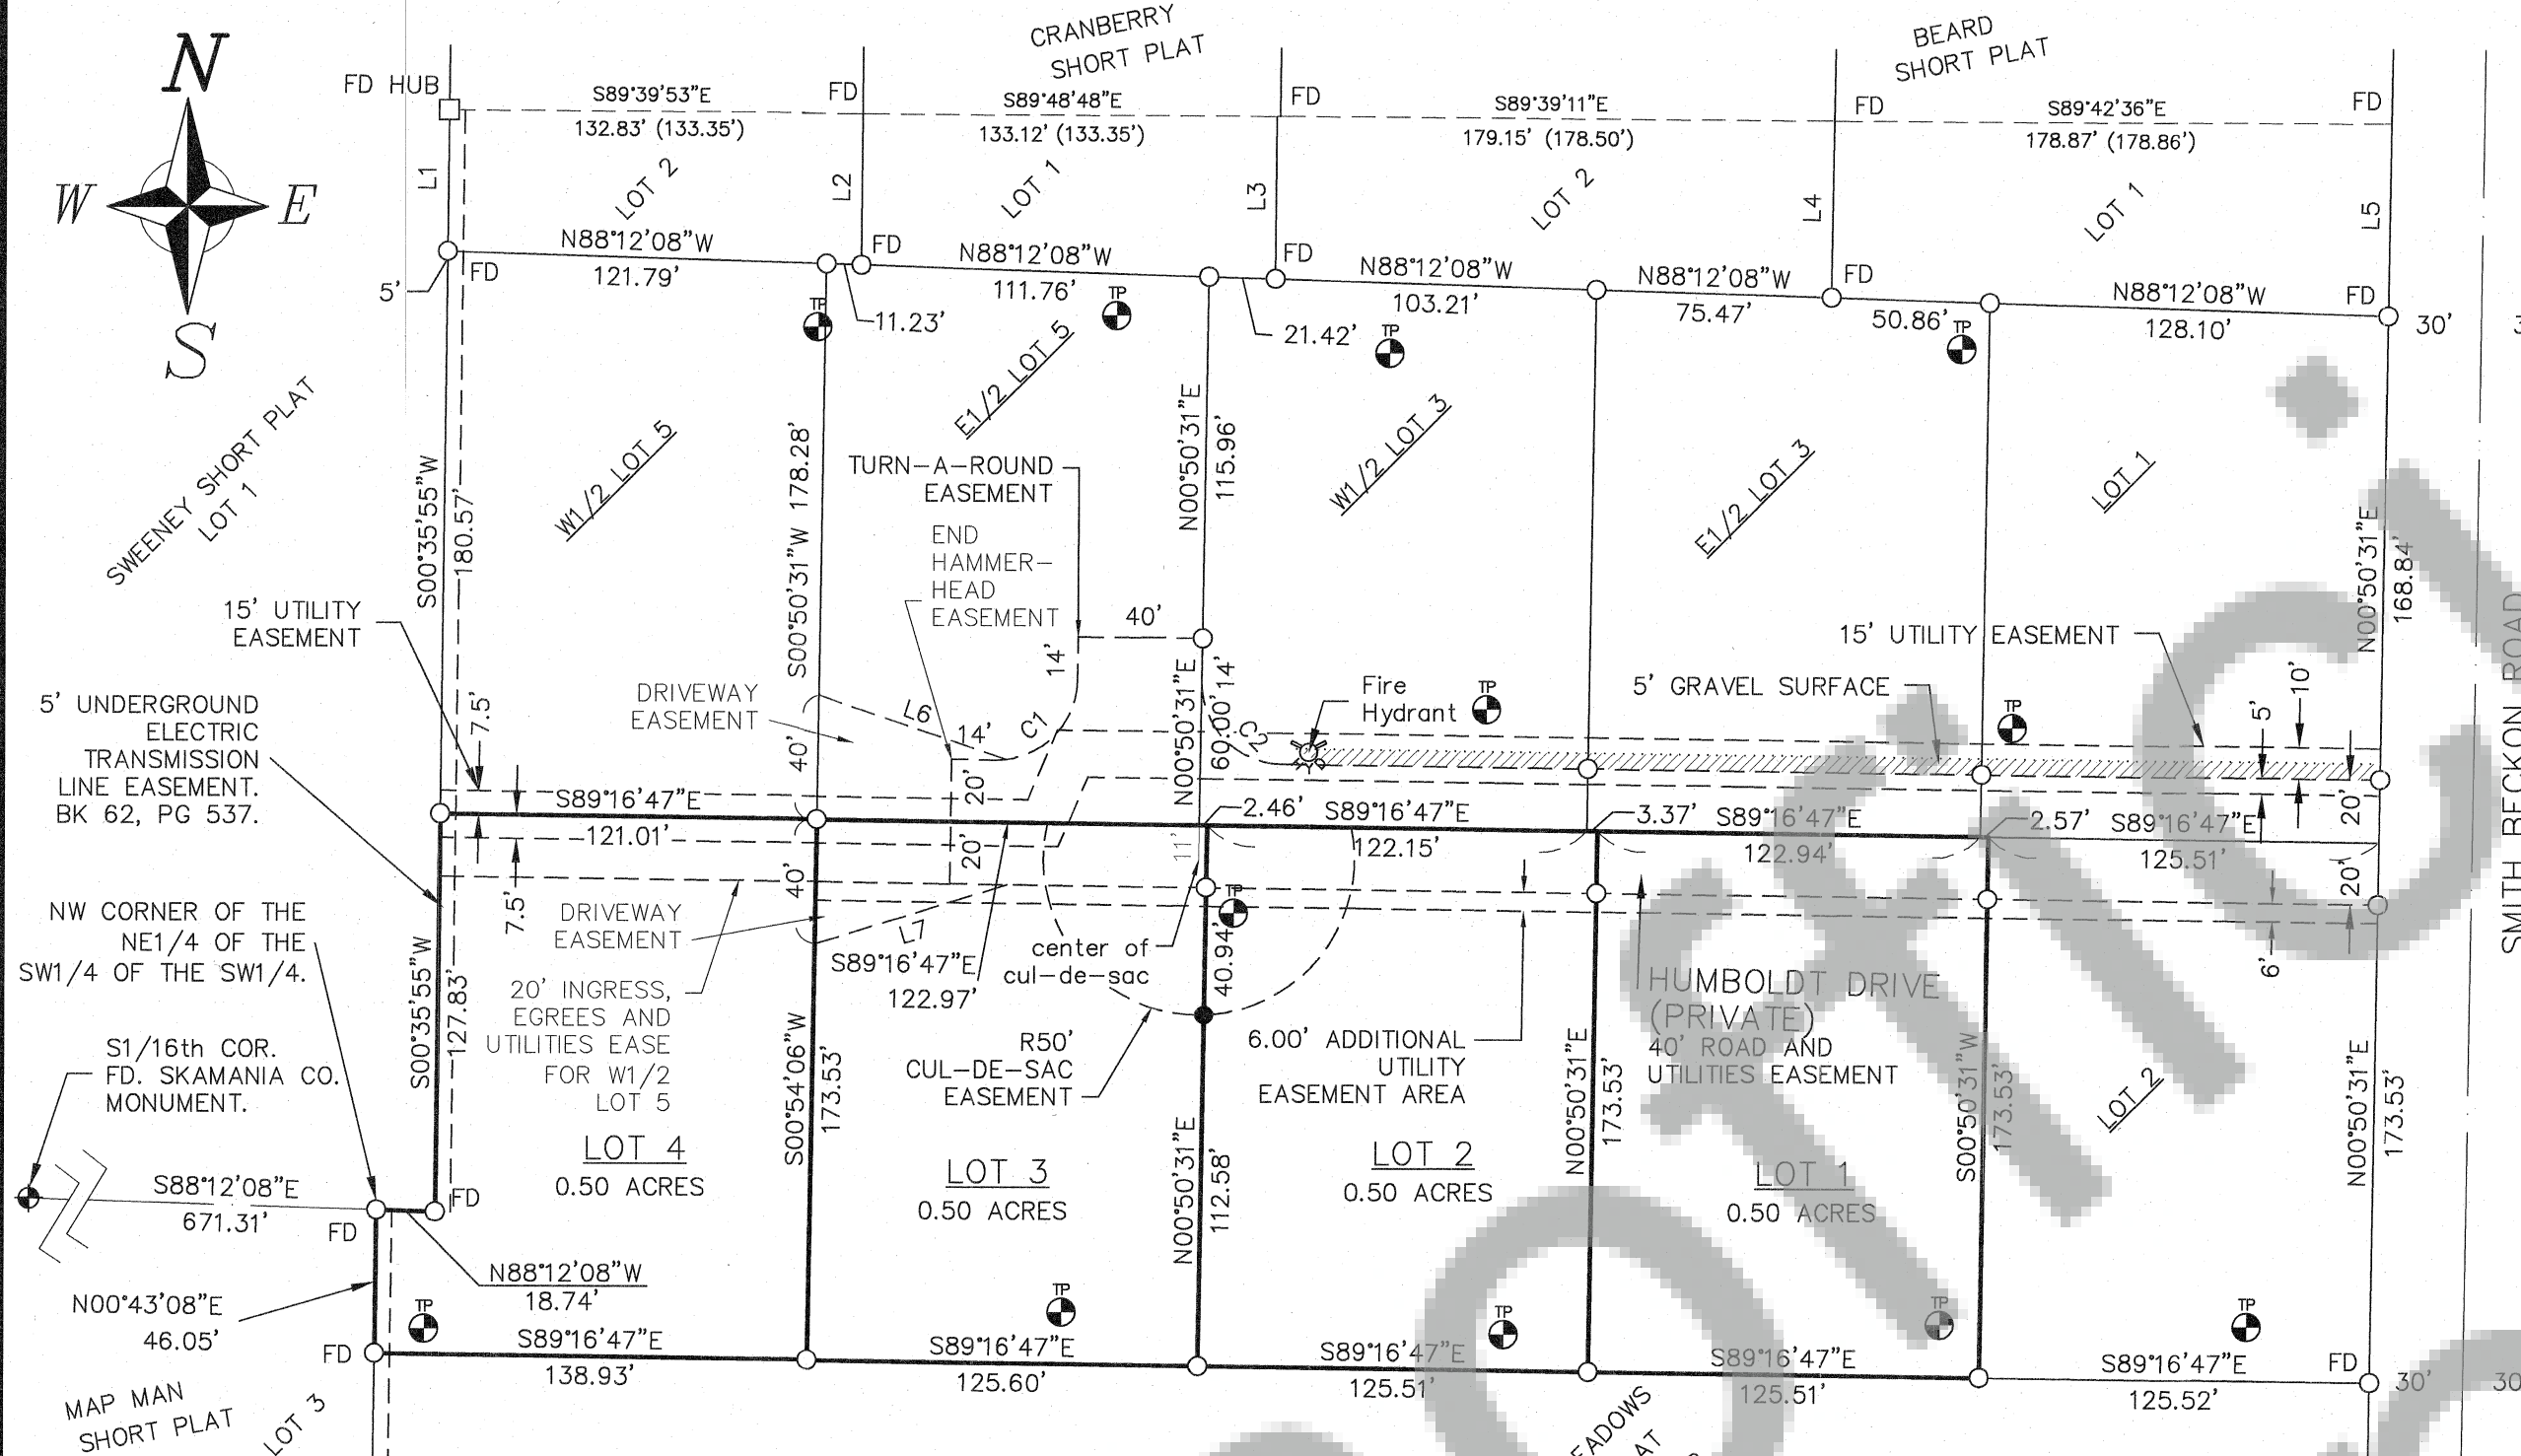 N
W
E
S
CRANBERRY
SHORT PLAT
BEARD
SHORT PLAT
FD HUB
S89°39'53"E
132.83' (133.35')
FD
S89°48'48"E
133.12' (133.35')
FD
S89°39'11"E
179.15' (178.50')
FD
S89°42'36"E
178.87' (178.86')
FD
L1
LOT 2
L2
LOT 1
L3
LOT 2
L4
LOT 1
L5
N88°12'08"W
121.79'
FD
5'
FD
N88°12'08"W
111.76'
11.23'
FD
21.42'
N88°12'08"W
103.21'
N88°12'08"W
75.47'
FD
50.86'
N88°12'08"W
128.10'
FD
30'
TP
TP
TP
TP
SWEENEY SHORT PLAT
LOT 1
W1/2 LOT 5
E1/2 LOT 5
W1/2 LOT 3
E1/2 LOT 3
LOT 1
S00°35'55"W
180.57'
S00°50'31"W 178.28'
N00°50'31"E
115.96'
N00°50'31"E
168.84'
TURN-A-ROUND
EASEMENT
END
HAMMER-
HEAD
EASEMENT
40'
14'
15' UTILITY
EASEMENT
5' UNDERGROUND
ELECTRIC
TRANSMISSION
LINE EASEMENT.
BK 62, PG 537.
7.5'
DRIVEWAY
EASEMENT
L6
14'
C1
40'
20'
N00°50'31"E
60.00'
14'
C2
Fire
Hydrant
TP
5' GRAVEL SURFACE
15' UTILITY EASEMENT
TP
5'
10'
20'
SMITH BECKON ROAD
S89°16'47"E
121.01'
7.5'
40'
20'
11'
2.46'
S89°16'47"E
122.15'
3.37'
S89°16'47"E
122.94'
2.57'
S89°16'47"E
125.51'
20'
6'
NW CORNER OF THE
NE1/4 OF THE
SW1/4 OF THE SW1/4.
DRIVEWAY
EASEMENT
L7
S89°16'47"E
122.97'
center of
cul-de-sac
TP
40.94'
20' INGRESS,
EGREES AND
UTILITIES EASE
FOR W1/2
LOT 5
R50'
CUL-DE-SAC
EASEMENT
6.00' ADDITIONAL
UTILITY
EASEMENT AREA
HUMBOLDT DRIVE
(PRIVATE)
40' ROAD AND
UTILITIES EASEMENT
S1/16th COR.
FD. SKAMANIA CO.
MONUMENT.
S00°35'55"W
127.83'
S00°54'06"W
173.53'
N00°50'31"E
112.58'
N00°50'31"E
173.53'
S00°50'31"W
173.53'
N00°50'31"E
173.53'
LOT 4
0.50 ACRES
LOT 3
0.50 ACRES
LOT 2
0.50 ACRES
LOT 1
0.50 ACRES
LOT 2
S88°12'08"E
671.31'
FD
FD
N88°12'08"W
18.74'
N00°43'08"E
46.05'
FD
TP
TP
TP
TP
TP
S89°16'47"E
138.93'
S89°16'47"E
125.60'
S89°16'47"E
125.51'
S89°16'47"E
125.51'
S89°16'47"E
125.52'
FD
30'
30
MAP MAN
SHORT PLAT
LOT 3